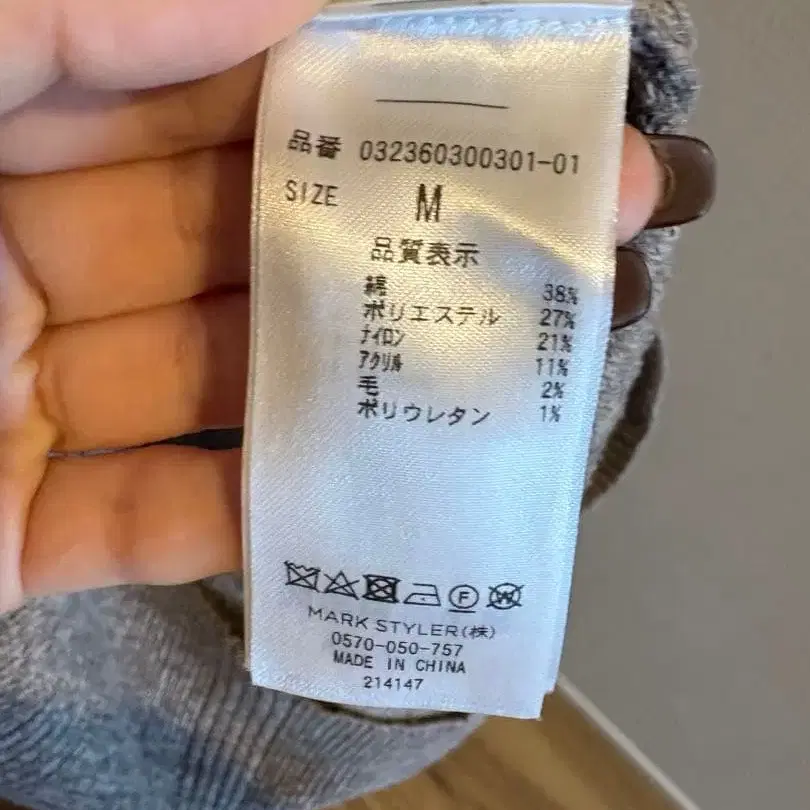 品番 032360300301-01
SIZE M
品質表示
綿 38%
ポリエステル 27%
ナイロン 21%
アクリル 11%
毛 2%
ポリウレタン 1%
F W
MARK STYLER(株)
0570-050-757
MADE IN CHINA
214147